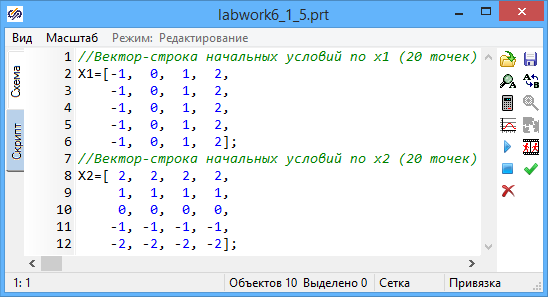 labwork6_1_5.prt
Вид Масштаб Режим: Редактирование
Схема
Скрипт
1 //Вектор-строка начальных условий по x1 (20 точек)
2 X1=[-1, 0, 1, 2,
3 -1, 0, 1, 2,
4 -1, 0, 1, 2,
5 -1, 0, 1, 2,
6 -1, 0, 1, 2];
7 //Вектор-строка начальных условий по x2 (20 точек)
8 X2=[ 2, 2, 2, 2,
9 1, 1, 1, 1,
10 0, 0, 0, 0,
11 -1, -1, -1, -1,
12 -2, -2, -2, -2];
1: 1 Объектов 10 Выделено 0 Сетка Привязка